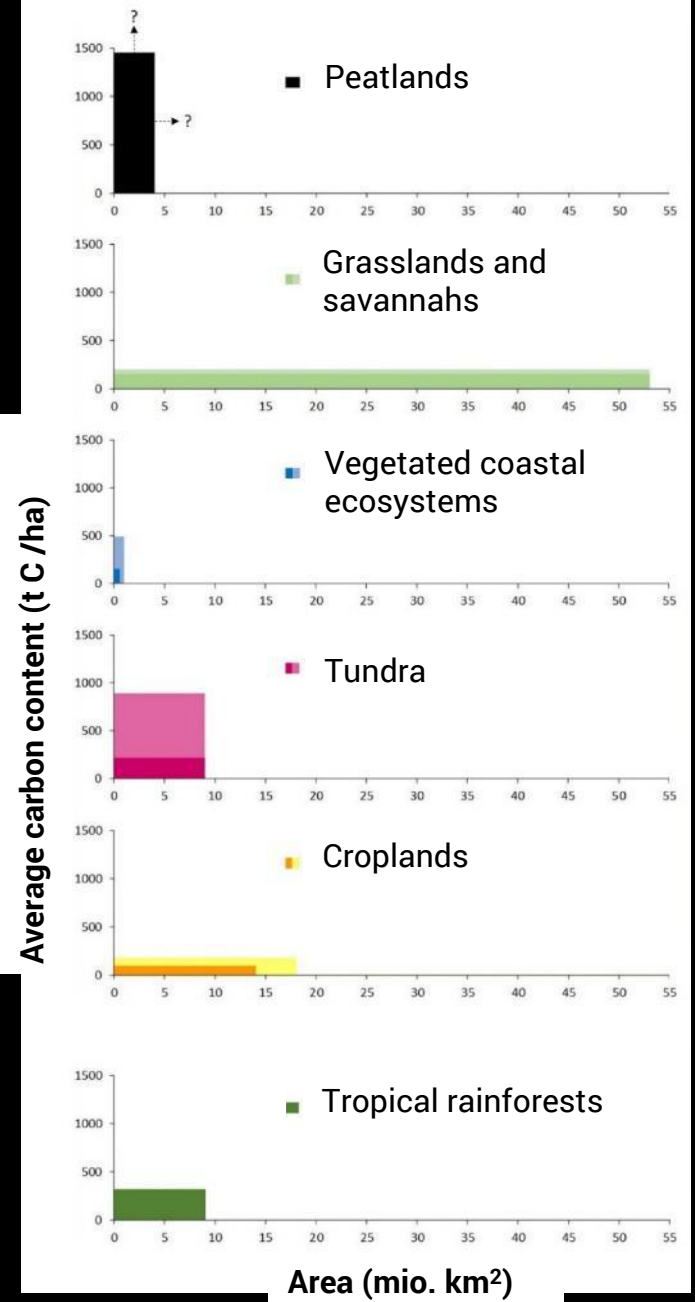 ?
1500
1000
500
0
? 
Peatlands
0 5 10 15 20 25 30 35 40 45 50 55
1500
1000
500
0
Grasslands and
savannahs
0 5 10 15 20 25 30 35 40 45 50 55
1500
1000
500
0
Vegetated coastal
ecosystems
0 5 10 15 20 25 30 35 40 45 50 55
1500
1000
500
0
Tundra
0 5 10 15 20 25 30 35 40 45 50 55
1500
1000
500
0
Croplands
0 5 10 15 20 25 30 35 40 45 50 55
1500
1000
500
0
Tropical rainforests
0 5 10 15 20 25 30 35 40 45 50 55
Average carbon content (t C /ha)
Area (mio. km²)